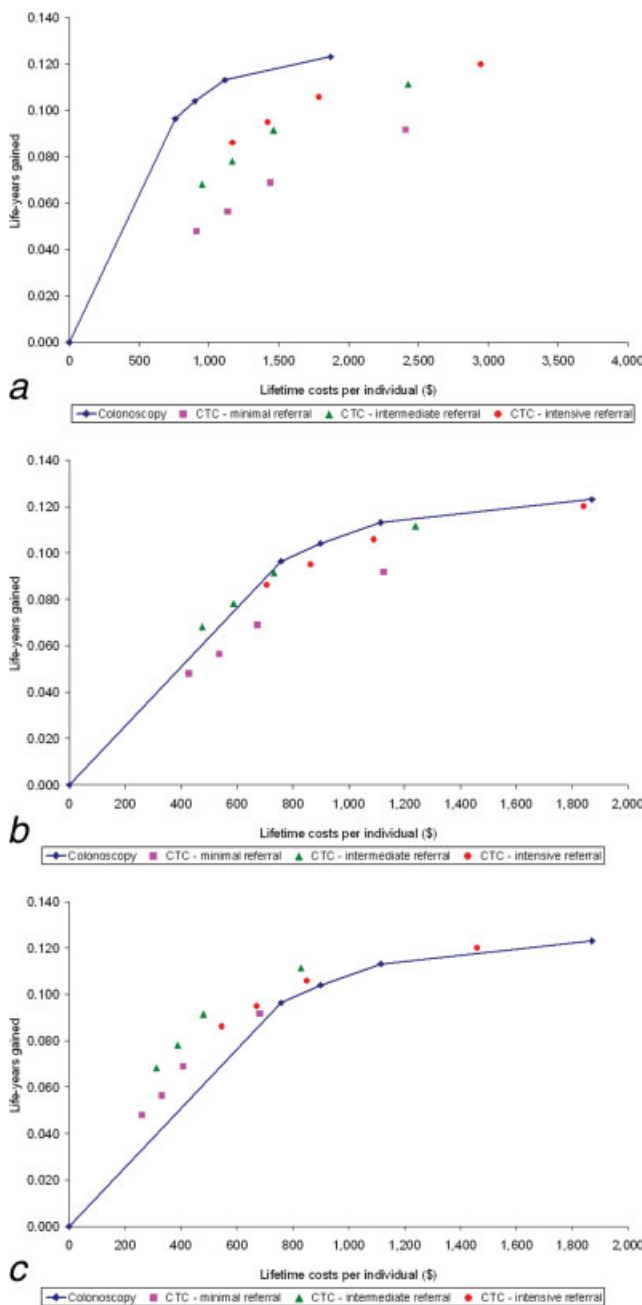 0.140
0.120
0.100
0.080
0.060
0.040
0.020
0.000
Life-years gained
0 500 1,000 1,500 2,000 2,500 3,000 3,500 4,000
Lifetime costs per individual ($)
a
Colonoscopy CTC - minimal referral CTC - intermediate referral CTC - intensive referral
0.140
0.120
0.100
0.080
0.060
0.040
0.020
0.000
Life-years gained
0 200 400 600 800 1,000 1,200 1,400 1,600 1,800 2,000
Lifetime costs per individual ($)
b
Colonoscopy CTC - minimal referral CTC - intermediate referral CTC - intensive referral
0.140
0.120
0.100
0.080
0.060
0.040
0.020
0.000
Life-years gained
0 200 400 600 800 1,000 1,200 1,400 1,600 1,800 2,000
Lifetime costs per individual ($)
c
Colonoscopy CTC - minimal referral CTC - intermediate referral CTC - intensive referral